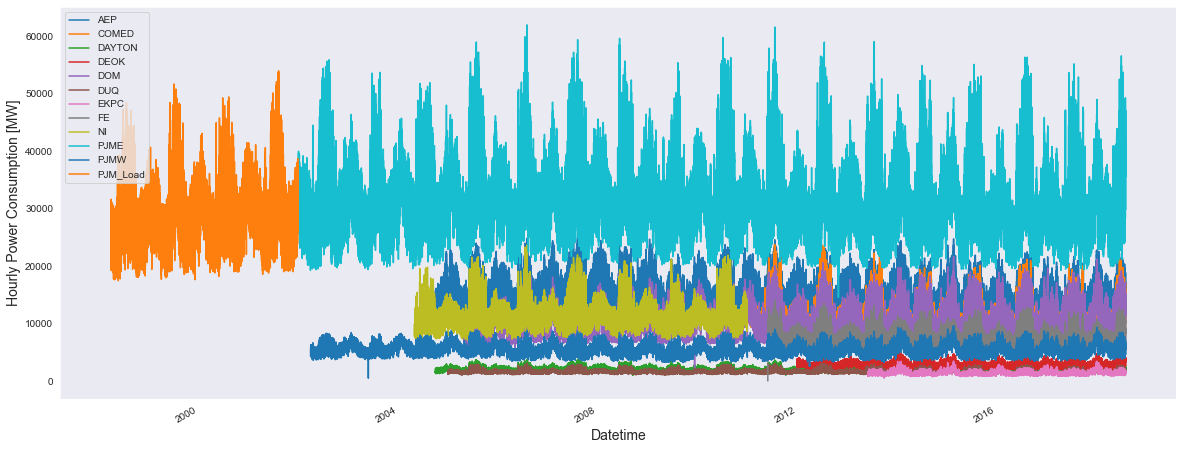 AEP
COMED
DAYTON
DEOK
DOM
DUQ
EKPC
FE
NI
PJME
PJMW
PJM_Load
Hourly Power Consumption [MW]
60000
50000
40000
30000
20000
10000
0
2000
2004
2008
2012
2016
Datetime